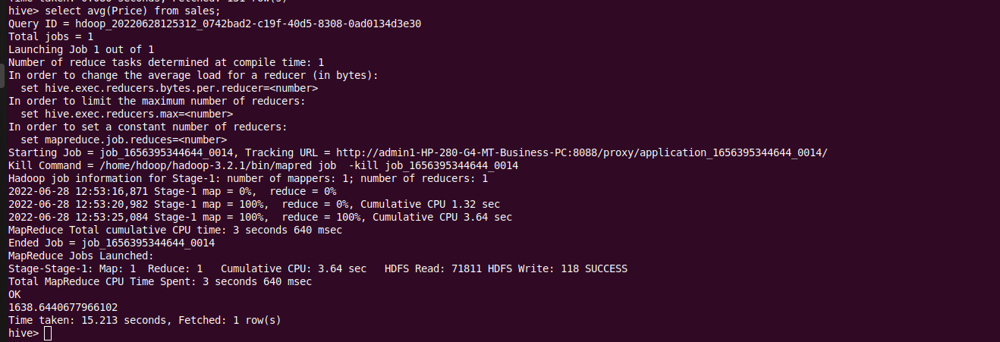 Time taken: 0.086 seconds, Fetched: 131 row(s)
hive> select avg(Price) from sales;
Query ID = hdoop_20220628125312_0742bad2-c19f-40d5-8308-0ad0134d3e30
Total jobs = 1
Launching Job 1 out of 1
Number of reduce tasks determined at compile time: 1
In order to change the average load for a reducer (in bytes):
  set hive.exec.reducers.bytes.per.reducer=<number>
In order to limit the maximum number of reducers:
  set hive.exec.reducers.max=<number>
In order to set a constant number of reducers:
  set mapreduce.job.reduces=<number>
Starting Job = job_1656395344644_0014, Tracking URL = http://admin1-HP-280-G4-MT-Business-PC:8088/proxy/application_1656395344644_0014/
Kill Command = /home/hdoop/hadoop-3.2.1/bin/mapred job  -kill job_1656395344644_0014
Hadoop job information for Stage-1: number of mappers: 1; number of reducers: 1
2022-06-28 12:53:16,871 Stage-1 map = 0%,  reduce = 0%
2022-06-28 12:53:20,982 Stage-1 map = 100%,  reduce = 0%, Cumulative CPU 1.32 sec
2022-06-28 12:53:25,084 Stage-1 map = 100%,  reduce = 100%, Cumulative CPU 3.64 sec
MapReduce Total cumulative CPU time: 3 seconds 640 msec
Ended Job = job_1656395344644_0014
MapReduce Jobs Launched:
Stage-Stage-1: Map: 1  Reduce: 1   Cumulative CPU: 3.64 sec   HDFS Read: 71811 HDFS Write: 118 SUCCESS
Total MapReduce CPU Time Spent: 3 seconds 640 msec
OK
1638.6440677966102
Time taken: 15.213 seconds, Fetched: 1 row(s)
hive>